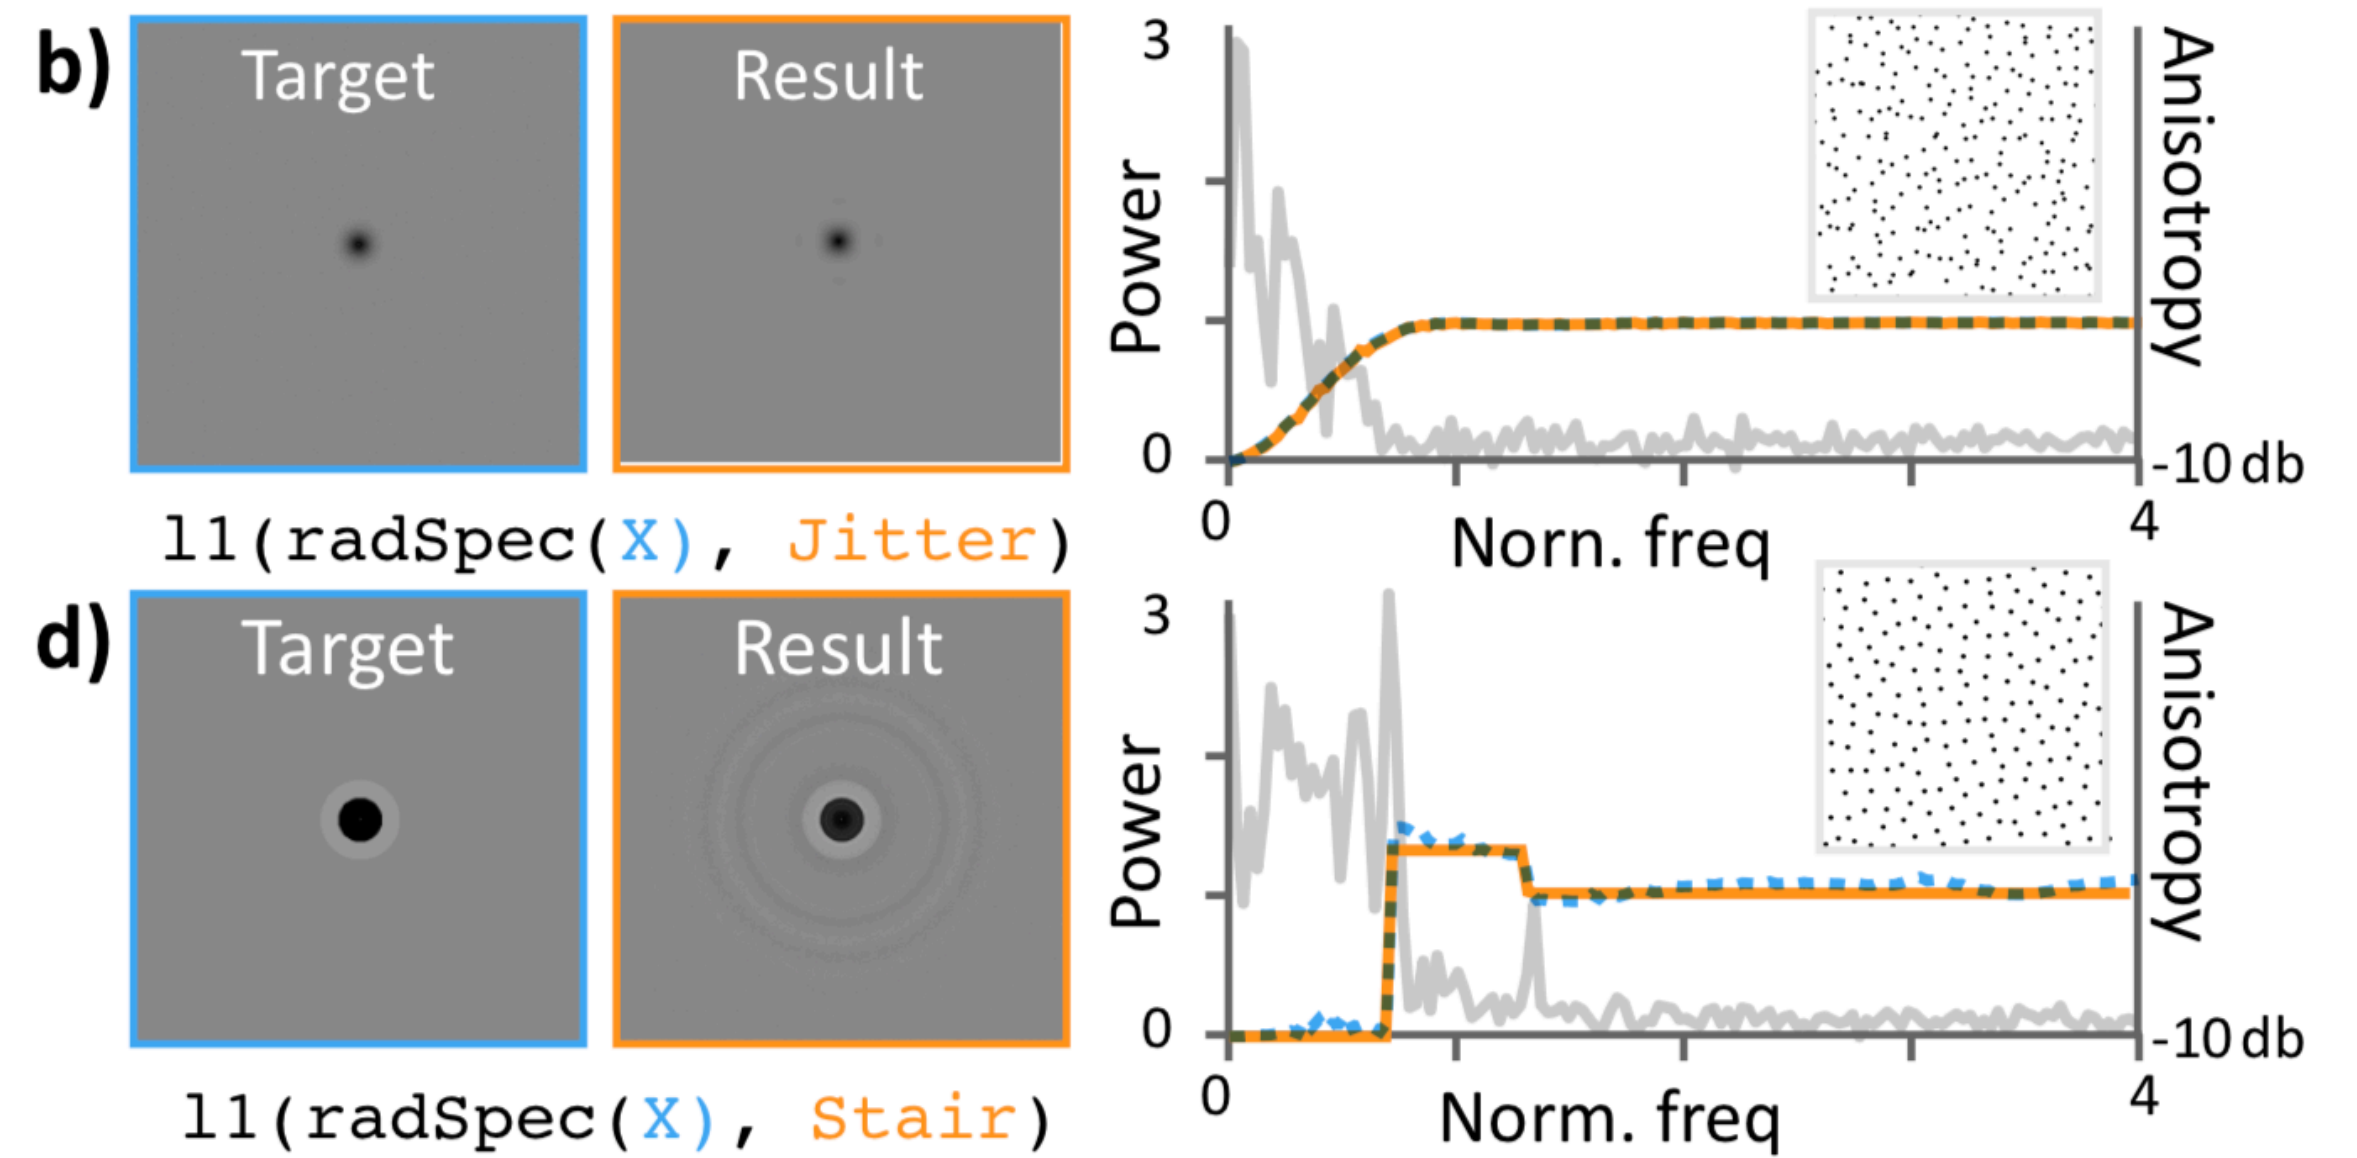 b)
Target
Result
3
Power
0
0
Norn. freq
4
-10 db
Anisotropy
l1(radSpec(X), Jitter)
d)
Target
Result
3
Power
0
0
Norm. freq
4
-10 db
Anisotropy
l1(radSpec(X), Stair)